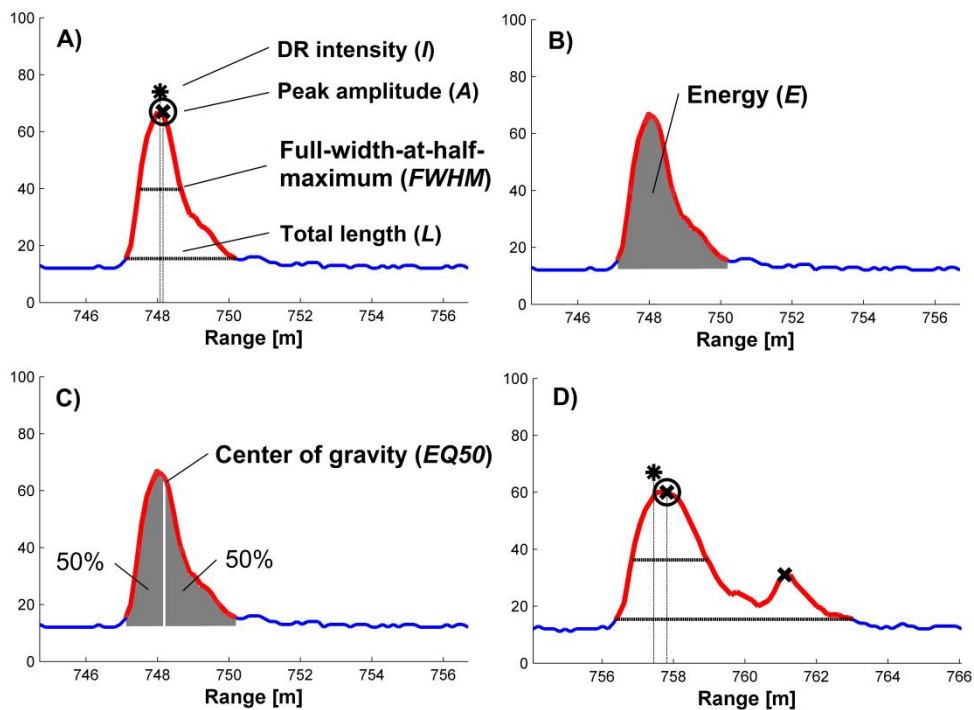 A)
DR intensity (I)
Peak amplitude (A)
Full-width-at-half-
maximum (FWHM)
Total length (L)
100
80
60
40
20
0
746 748 750 752 754 756
Range [m]
B)
Energy (E)
100
80
60
40
20
0
746 748 750 752 754 756
Range [m]
C)
Center of gravity (EQ50)
50%
50%
100
80
60
40
20
0
746 748 750 752 754 756
Range [m]
D)
100
80
60
40
20
0
756 758 760 762 764 766
Range [m]